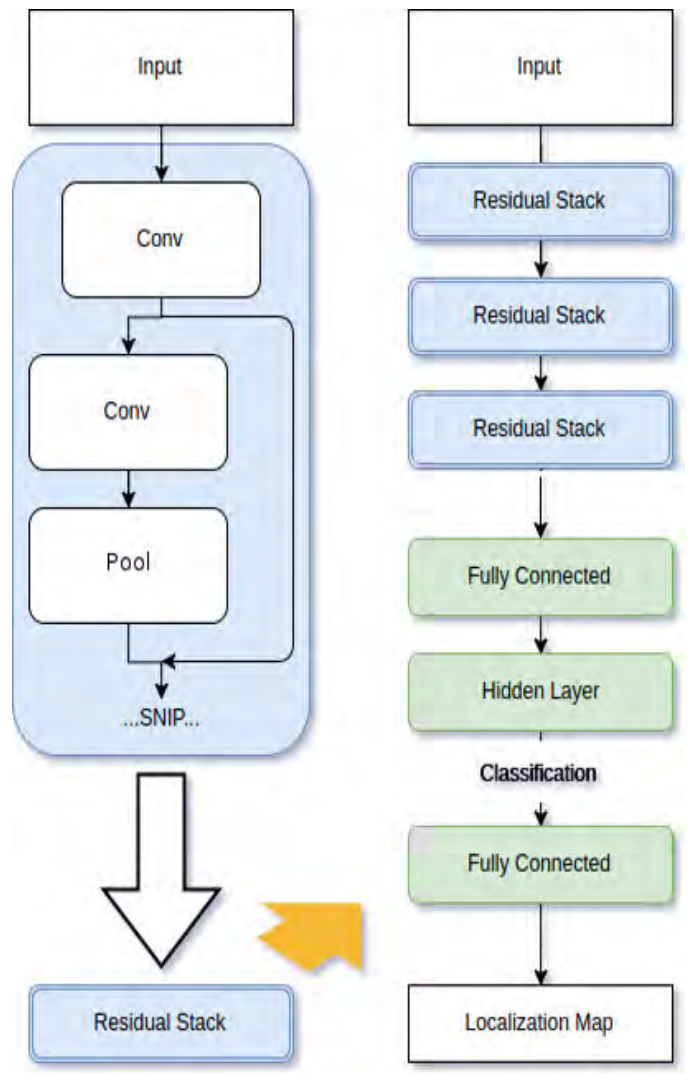 Input
Conv
Conv
Pool
...SNIP...
Residual Stack
Input
Residual Stack
Residual Stack
Residual Stack
Fully Connected
Hidden Layer
Classification
Fully Connected
Localization Map